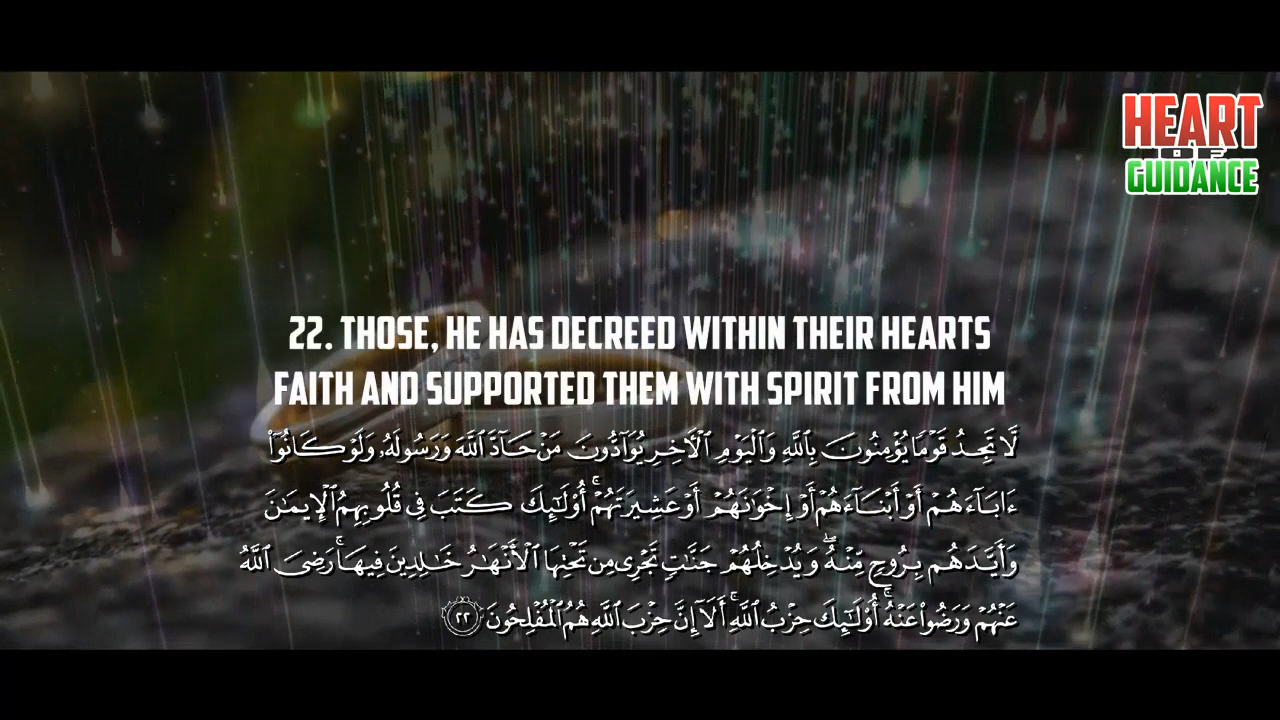 HEART
OF
GUIDANCE
22. THOSE, HE HAS DECREED WITHIN THEIR HEARTS
FAITH AND SUPPORTED THEM WITH SPIRIT FROM HIM
لَّا تَجِدُ قَوْمًا يُؤْمِنُونَ بِٱللَّهِ وَٱلْيَوْمِ ٱلْآخِرِ يُوَآدُّونَ مَنْ حَآدَّ ٱللَّهَ وَرَسُولَهُۥ وَلَوْ كَانُوٓا۟
ءَابَآءَهُمْ أَوْ أَبْنَآءَهُمْ أَوْ إِخْوَٰنَهُمْ أَوْ عَشِيرَتَهُمْ ۚ أُو۟لَٰٓئِكَ كَتَبَ فِى قُلُوبِهِمُ ٱلْإِيمَٰنَ
وَأَيَّدَهُم بِرُوحٍ مِّنْهُ ۖ وَيُدْخِلُهُمْ جَنَّٰتٍ تَجْرِى مِن تَحْتِهَا ٱلْأَنْهَٰرُ خَٰلِدِينَ فِيهَا ۚ رَضِىَ ٱللَّهُ
عَنْهُمْ وَرَضُوا۟ عَنْهُ ۚ أُو۟لَٰٓئِكَ حِزْبُ ٱللَّهِ ۚ أَلَآ إِنَّ حِزْبَ ٱللَّهِ هُمُ ٱلْمُفْلِحُونَ ٢٢